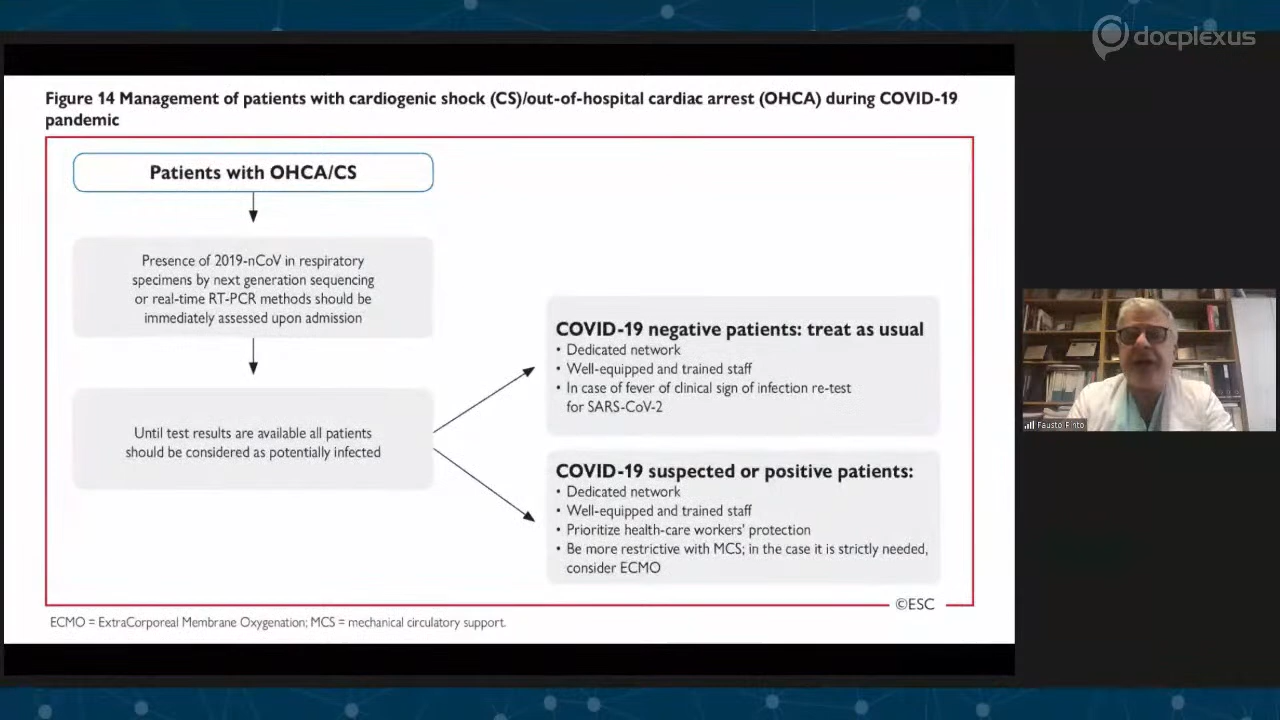 docplexus
Figure 14 Management of patients with cardiogenic shock (CS)/out-of-hospital cardiac arrest (OHCA) during COVID-19
pandemic
Patients with OHCA/CS
Presence of 2019-nCoV in respiratory
specimens by next generation sequencing
or real-time RT-PCR methods should be
immediately assessed upon admission
Until test results are available all patients
should be considered as potentially infected
COVID-19 negative patients: treat as usual
• Dedicated network
• Well-equipped and trained staff
• In case of fever of clinical sign of infection re-test
for SARS-CoV-2
COVID-19 suspected or positive patients:
• Dedicated network
• Well-equipped and trained staff
• Prioritize health-care workers' protection
• Be more restrictive with MCS; in the case it is strictly needed,
consider ECMO
©ESC
ECMO = ExtraCorporeal Membrane Oxygenation; MCS = mechanical circulatory support.
Fausto Pinto